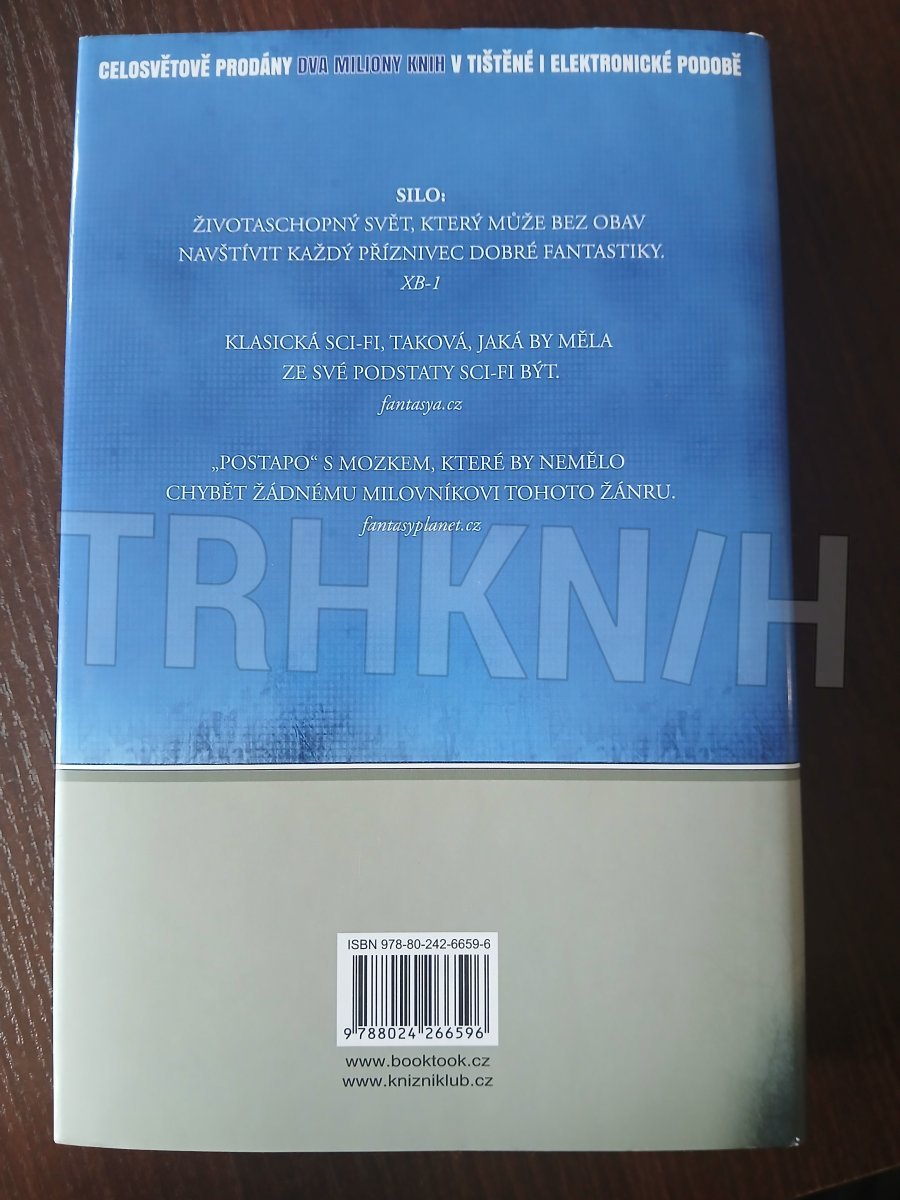 CELOSVĚTOVĚ PRODÁNY DVA MILIONY KNIH V TIŠTĚNÉ I ELEKTRONICKÉ PODOBĚ
SILO:
ŽIVOTASCHOPNÝ SVĚT, KTERÝ MŮŽE BEZ OBAV
NAVŠTÍVIT KAŽDÝ PŘÍZNIVEC DOBRÉ FANTASTIKY.
XB-1
KLASICKÁ SCI-FI, TAKOVÁ, JAKÁ BY MĚLA
ZE SVÉ PODSTATY SCI-FI BÝT.
fantasya.cz
„POSTAPO“ S MOZKEM, KTERÉ BY NEMĚLO
CHYBĚT ŽÁDNÉMU MILOVNÍKOVI TOHOTO ŽÁNRU.
fantasyplanet.cz
TRHKN/H
ISBN 978-80-242-6659-6
9 788024 266596
www.booktook.cz
www.knizniklub.cz